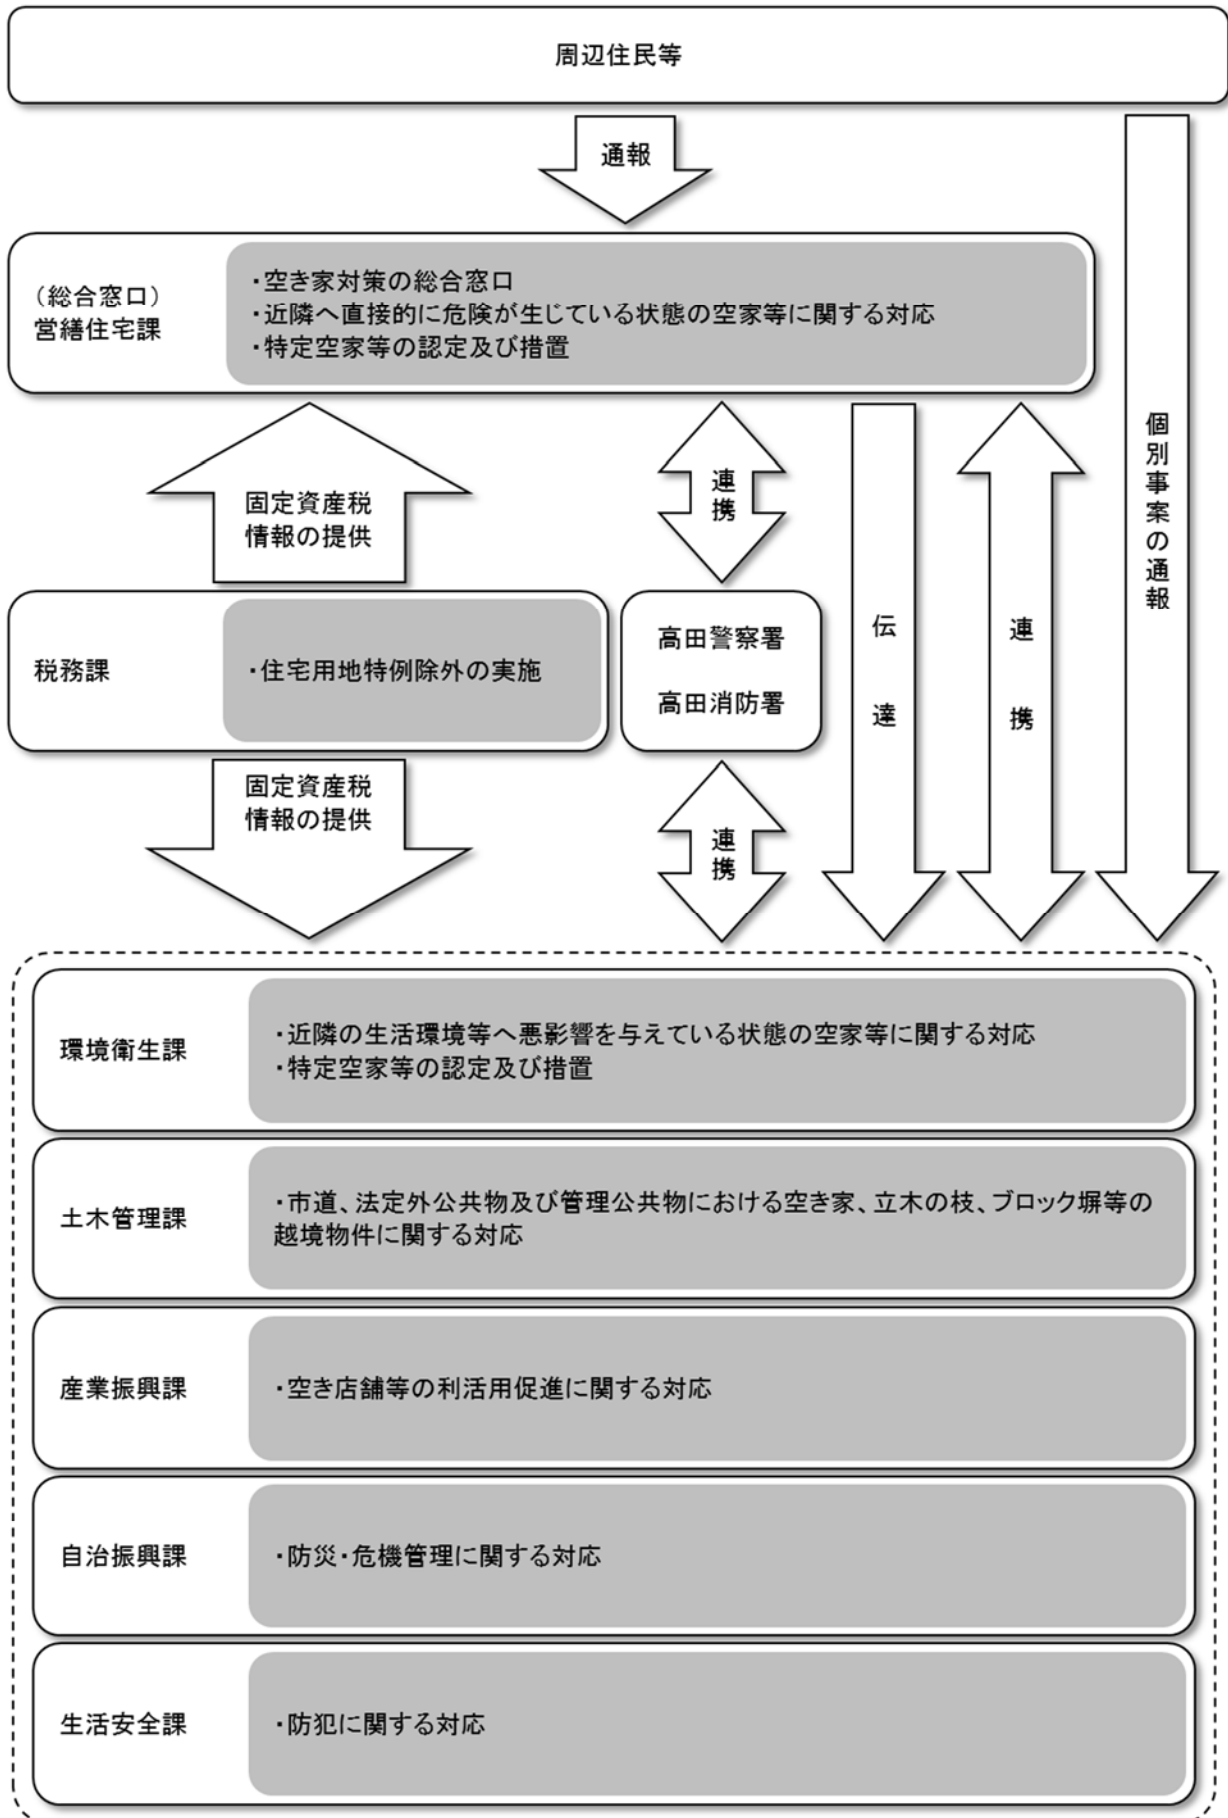 周辺住民等
通報
（総合窓口）
営繕住宅課
・空き家対策の総合窓口
・近隣へ直接的に危険が生じている状態の空家等に関する対応
・特定空家等の認定及び措置
個別事案の通報
固定資産税
情報の提供
連携
伝達
連携
税務課
・住宅用地特例除外の実施
高田警察署
高田消防署
固定資産税
情報の提供
連携
環境衛生課
・近隣の生活環境等へ悪影響を与えている状態の空家等に関する対応
・特定空家等の認定及び措置
土木管理課
・市道、法定外公共物及び管理公共物における空き家、立木の枝、ブロック塀等の
越境物件に関する対応
産業振興課
・空き店舗等の利活用促進に関する対応
自治振興課
・防災・危機管理に関する対応
生活安全課
・防犯に関する対応